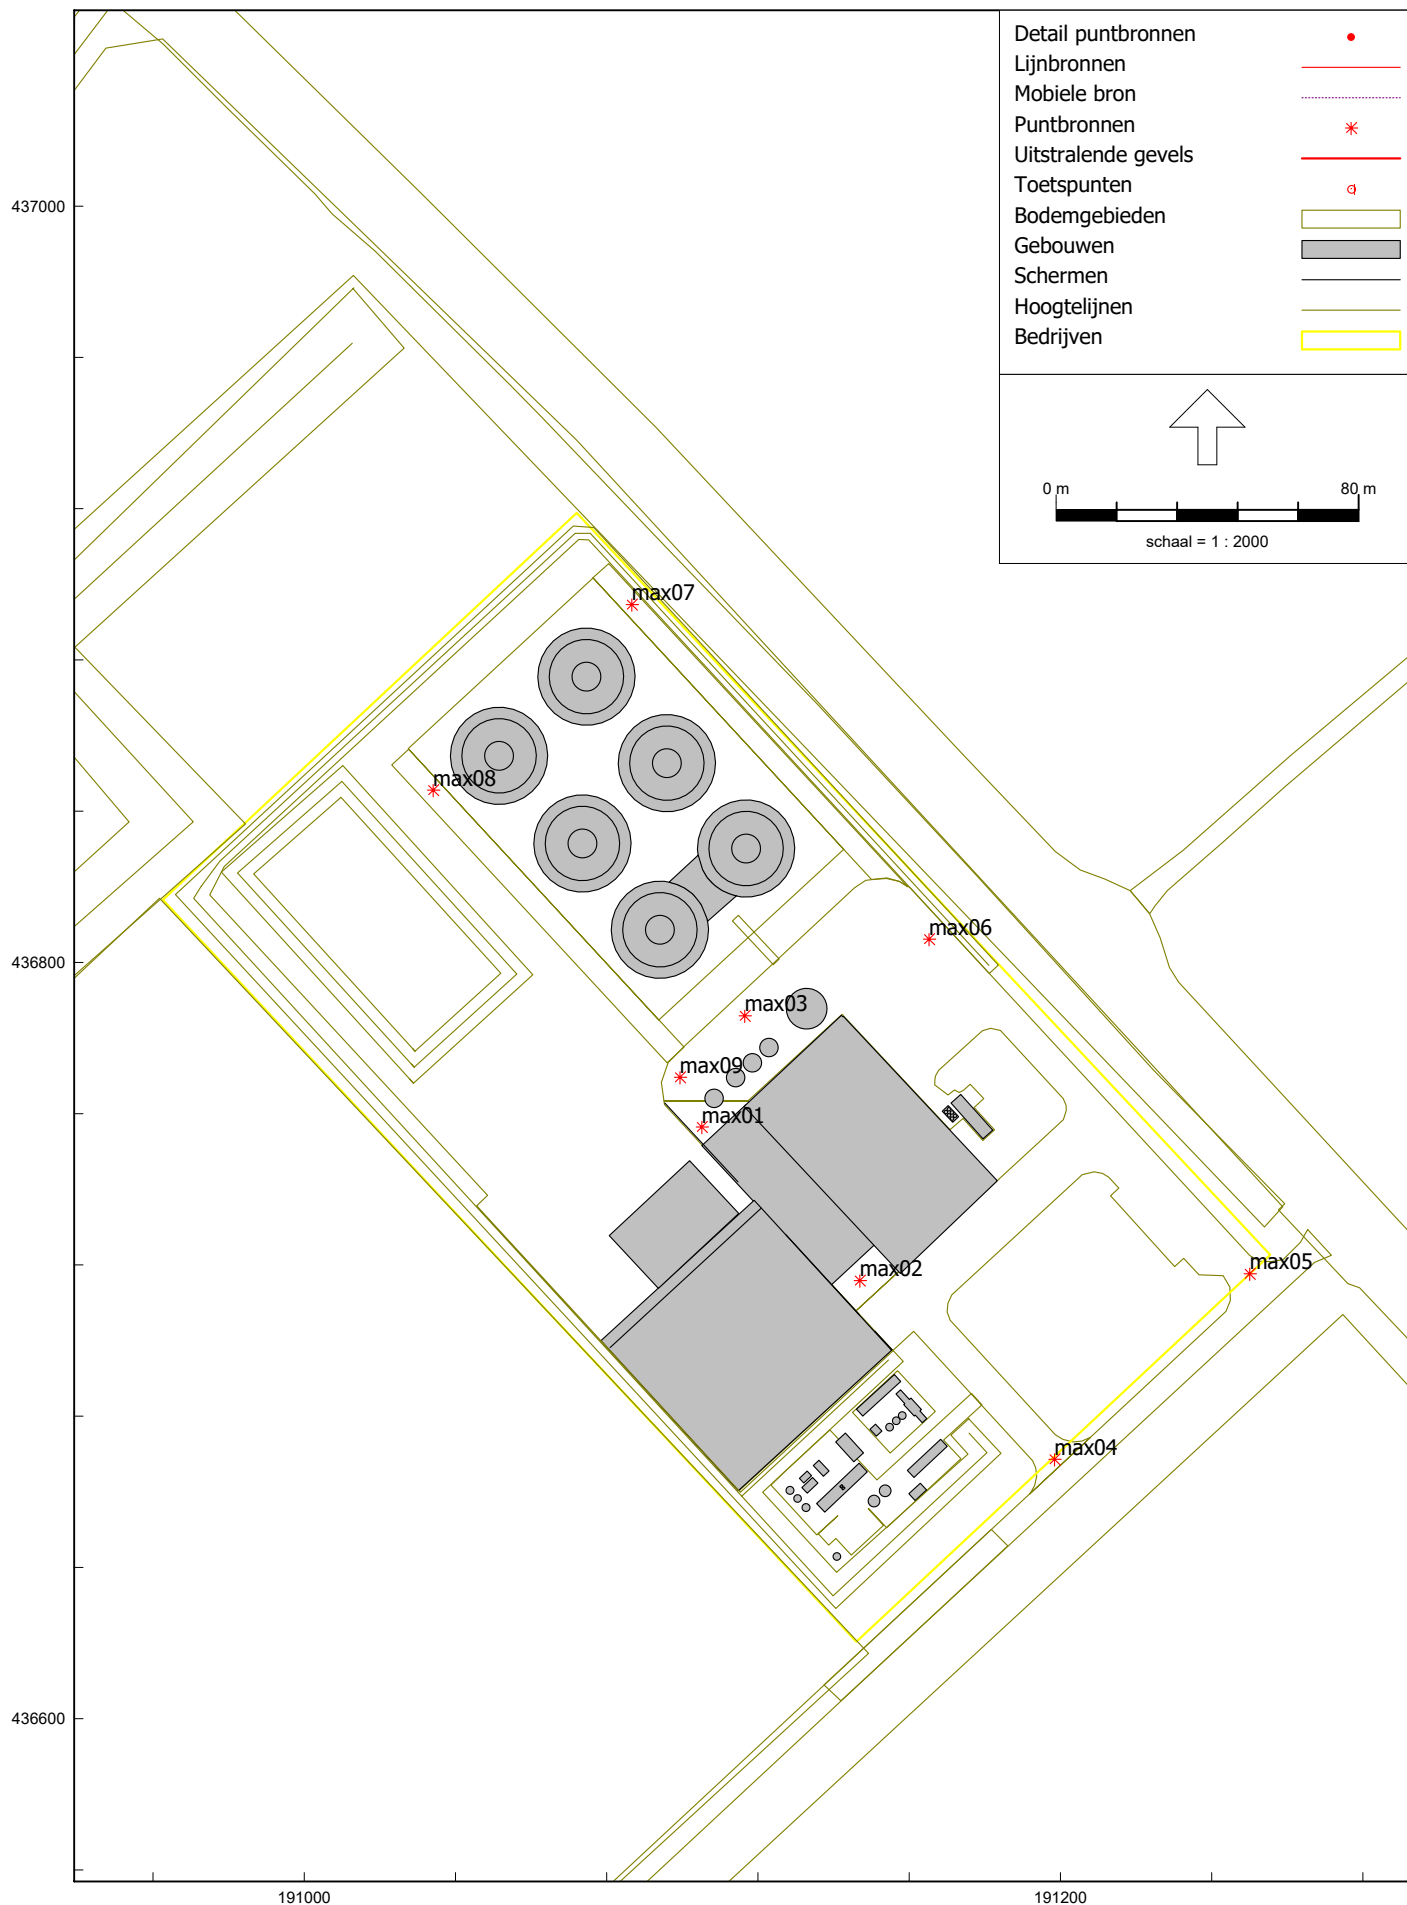 Detail puntbronnen
Lijnbronnen
Mobiele bron
Puntbronnen
Uitstralende gevels
Toetspunten
Bodemgebieden
Gebouwen
Schermen
Hoogtelijnen
Bedrijven
0 m 80 m
schaal = 1 : 2000
437000
max07
max08
max06
436800
max03
max09
max01
max02
max05
max04
436600
191000 191200